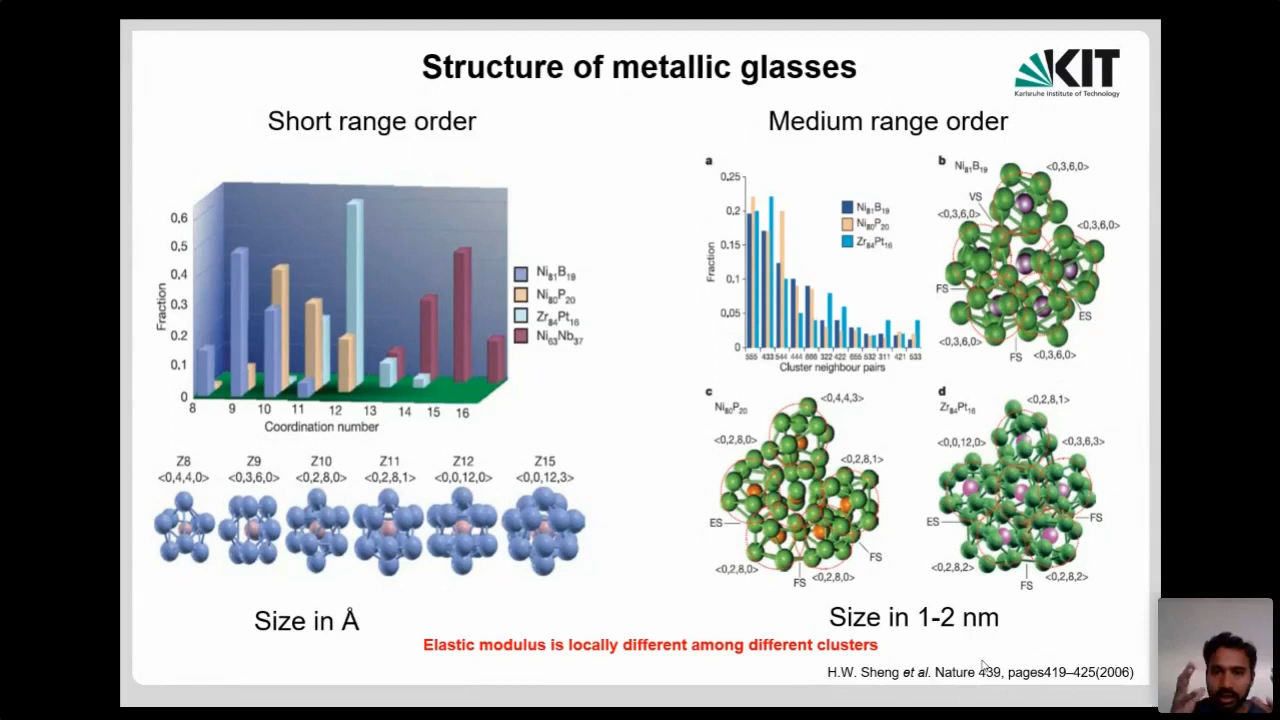 Structure of metallic glasses
KIT
Karlsruhe Institute of Technology
Short range order
Medium range order
0,6
0,5
0,4
0,3
0,2
0,1
0
Fraction
8 9 10 11 12 13 14 15 16
Coordination number
Ni81B19
Ni80P20
Zr84Pt16
Ni63Nb37
Z8 Z9 Z10 Z11 Z12 Z15
<0,4,4,0> <0,3,6,0> <0,2,8,0> <0,2,8,1> <0,0,12,0> <0,0,12,3>
Size in Å
a
0,25
0,2
0,15
0,1
0,05
0
Fraction
Ni81B19
Ni80P20
Zr84Pt16
555 433 544 444 666 322 422 655 532 311 421 533
Cluster neighbour pairs
b
Ni81B19
<0,3,6,0>
VS
<0,3,6,0>
<0,3,6,0>
FS
ES
<0,3,6,0>
FS
<0,3,6,0>
c
Ni80P20
<0,4,4,3>
<0,2,8,0>
<0,2,8,1>
ES
FS
<0,2,8,0>
FS
<0,2,8,0>
d
Zr84Pt16
<0,2,8,1>
<0,0,12,0>
<0,3,6,3>
ES
FS
<0,2,8,2>
FS
<0,2,8,2>
Size in 1-2 nm
Elastic modulus is locally different among different clusters
H.W. Sheng et al. Nature 439, pages419–425(2006)